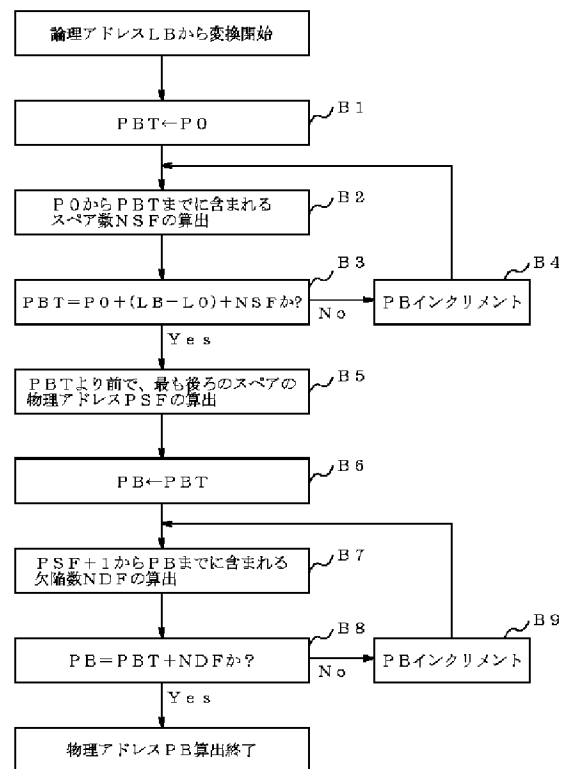 論理アドレスLBから変換開始
B1
PBT←P0
B2
P0からPBTまでに含まれる
スペア数NSFの算出
B3
PBT=P0+(LB-L0)+NSFか?
No
B4
PBインクリメント
Yes
B5
PBTより前で、最も後ろのスペアの
物理アドレスPSFの算出
B6
PB←PBT
B7
PSF+1からPBまでに含まれる
欠陥数NDFの算出
B8
PB=PBT+NDFか?
No
B9
PBインクリメント
Yes
物理アドレスPB算出終了